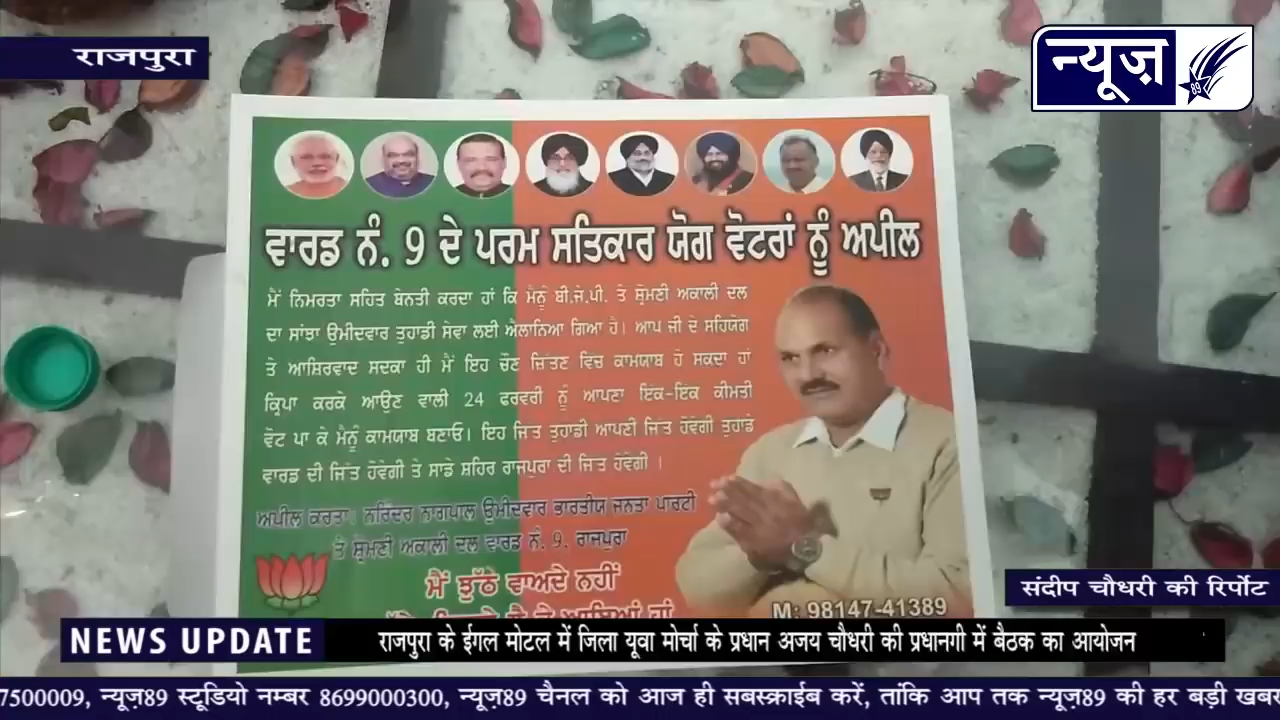 राजपुरा
न्यूज़
89
ਵਾਰਡ ਨੰ. 9 ਦੇ ਪਰਮ ਸਤਿਕਾਰ ਯੋਗ ਵੋਟਰਾਂ ਨੂੰ ਅਪੀਲ
ਮੈਂ ਨਿਮਰਤਾ ਸਹਿਤ ਬੇਨਤੀ ਕਰਦਾ ਹਾਂ ਕਿ ਮੈਨੂੰ ਬੀ.ਜੇ.ਪੀ. ਤੇ ਸ਼੍ਰੋਮਣੀ ਅਕਾਲੀ ਦਲ
ਦਾ ਸਾਂਝਾ ਉਮੀਦਵਾਰ ਤੁਹਾਡੀ ਸੇਵਾ ਲਈ ਐਲਾਨਿਆ ਗਿਆ ਹੈ। ਆਪ ਜੀ ਦੇ ਸਹਿਯੋਗ
ਤੇ ਆਸ਼ਿਰਵਾਦ ਸਦਕਾ ਹੀ ਮੈਂ ਇਹ ਚੋਣ ਜਿੱਤਣ ਵਿਚ ਕਾਮਯਾਬ ਹੋ ਸਕਦਾ ਹਾਂ
ਕ੍ਰਿਪਾ ਕਰਕੇ ਆਉਣ ਵਾਲੀ 24 ਫਰਵਰੀ ਨੂੰ ਆਪਣਾ ਇੱਕ-ਇੱਕ ਕੀਮਤੀ
ਵੋਟ ਪਾ ਕੇ ਮੈਨੂੰ ਕਾਮਯਾਬ ਬਣਾਓ। ਇਹ ਜਿੱਤ ਤੁਹਾਡੀ ਆਪਣੀ ਜਿੱਤ ਹੋਵੇਗੀ ਤੁਹਾਡੇ
ਵਾਰਡ ਦੀ ਜਿੱਤ ਹੋਵੇਗੀ ਤੇ ਸਾਡੇ ਸ਼ਹਿਰ ਰਾਜਪੁਰਾ ਦੀ ਜਿੱਤ ਹੋਵੇਗੀ ।
ਅਪੀਲ ਕਰਤਾ: ਨਰਿੰਦਰ ਨਾਗਪਾਲ ਉਮੀਦਵਾਰ ਭਾਰਤੀਯ ਜਨਤਾ ਪਾਰਟੀ
ਤੇ ਸ਼੍ਰੋਮਣੀ ਅਕਾਲੀ ਦਲ ਵਾਰਡ ਨੰ. 9, ਰਾਜਪੁਰਾ
ਮੈਂ ਝੂਠੇ ਵਾਅਦੇ ਨਹੀਂ
M: 98147-41389
संदीप चौधरी की रिर्पोट
NEWS UPDATE
राजपुरा के ईगल मोटल में जिला यूवा मोर्चा के प्रधान अजय चौधरी की प्रधानगी में बैठक का आयोजन
7500009, न्यूज़89 स्टूडियो नम्बर 8699000300, न्यूज़89 चैनल को आज ही सबस्क्राईब करें, तांकि आप तक न्यूज़89 की हर बड़ी खबर